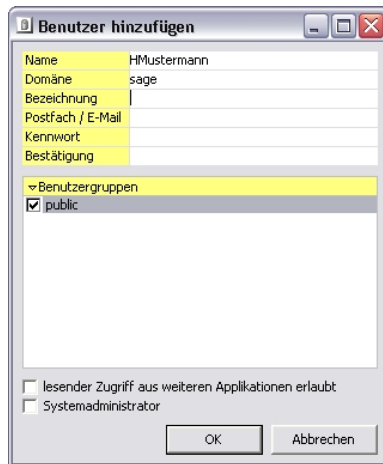 Benutzer hinzufügen
Name HMustermann
Domäne sage
Bezeichnung
Postfach / E-Mail
Kennwort
Bestätigung
Benutzergruppen
public
lesender Zugriff aus weiteren Applikationen erlaubt
Systemadministrator
OK Abbrechen